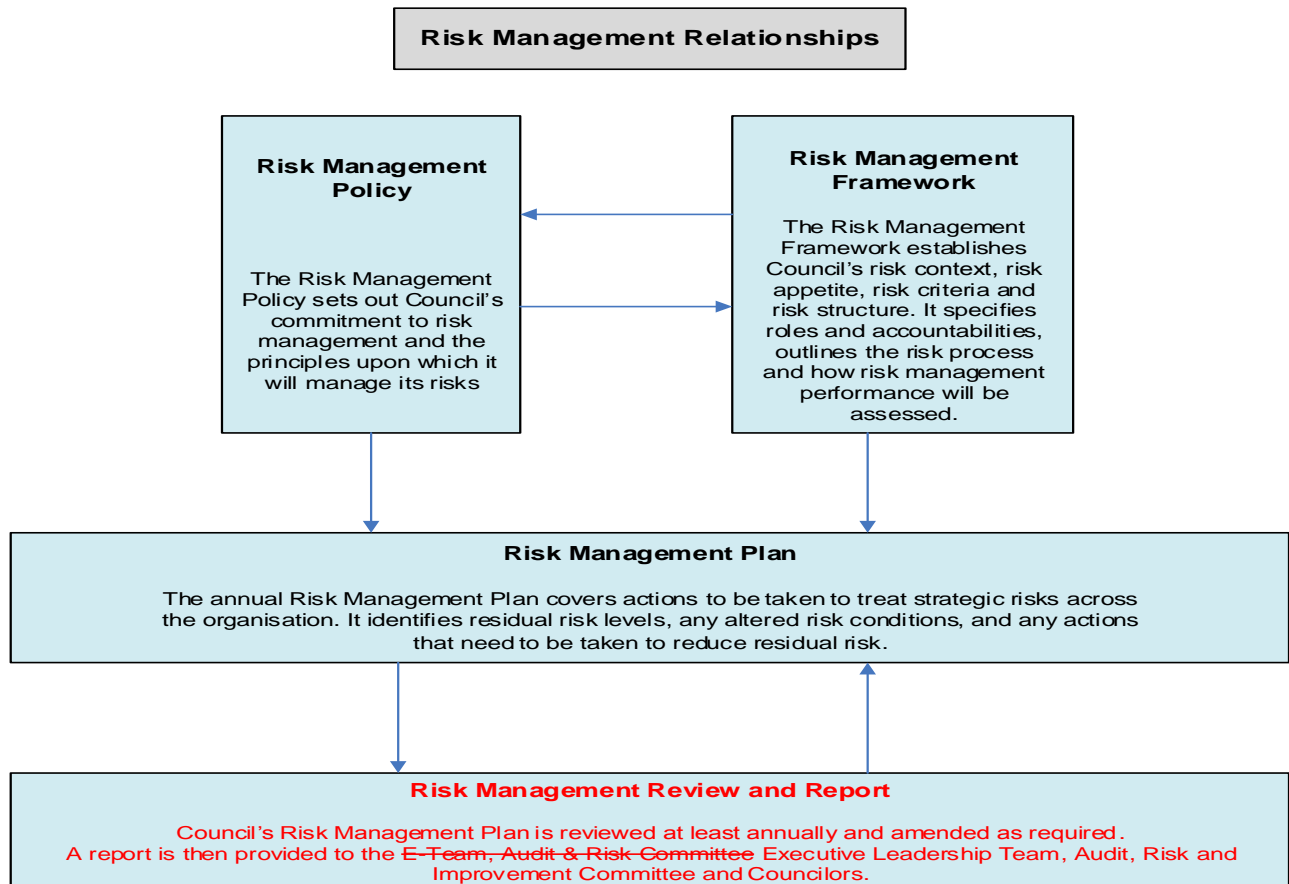 Risk Management Relationships
Risk Management
Policy
The Risk Management
Policy sets out Council’s
commitment to risk
management and the
principles upon which it
will manage its risks
Risk Management
Framework
The Risk Management
Framework establishes
Council’s risk context, risk
appetite, risk criteria and
risk structure. It specifies
roles and accountabilities,
outlines the risk process
and how risk management
performance will be
assessed.
Risk Management Plan
The annual Risk Management Plan covers actions to be taken to treat strategic risks across
the organisation. It identifies residual risk levels, any altered risk conditions, and any actions
that need to be taken to reduce residual risk.
Risk Management Review and Report
Council’s Risk Management Plan is reviewed at least annually and amended as required.
A report is then provided to the E-Team, Audit & Risk Committee Executive Leadership Team, Audit, Risk and
Improvement Committee and Councilors.